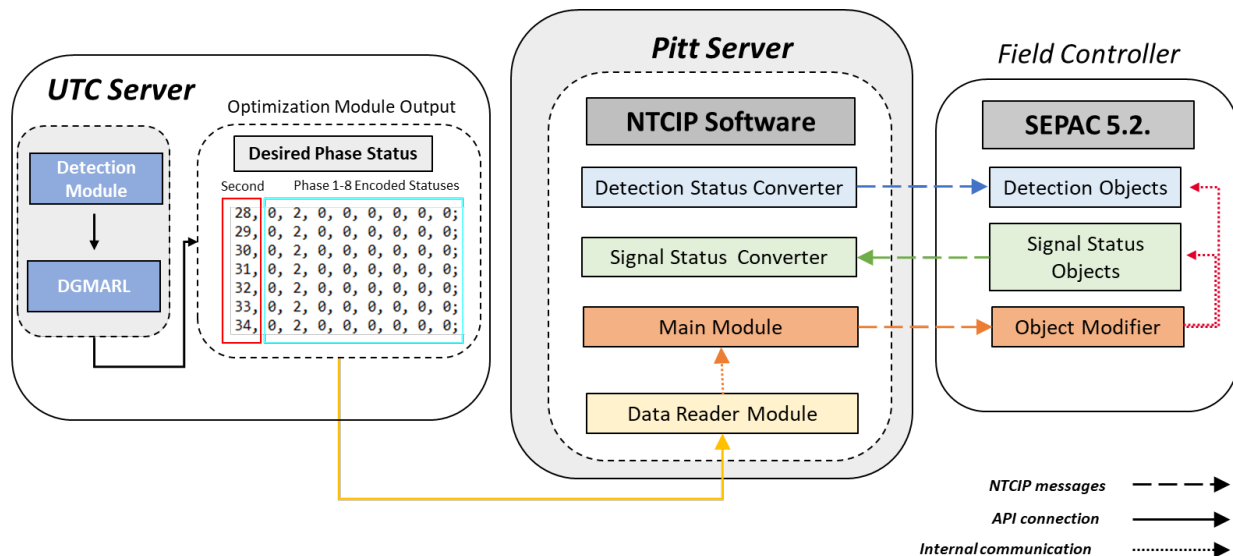 UTC Server
Detection
Module
DGMARL
Optimization Module Output
Desired Phase Status
Second
Phase 1-8 Encoded Statuses
28, 0, 2, 0, 0, 0, 0, 0, 0;
29, 0, 2, 0, 0, 0, 0, 0, 0;
30, 0, 2, 0, 0, 0, 0, 0, 0;
31, 0, 2, 0, 0, 0, 0, 0, 0;
32, 0, 2, 0, 0, 0, 0, 0, 0;
33, 0, 2, 0, 0, 0, 0, 0, 0;
34, 0, 2, 0, 0, 0, 0, 0, 0;
Pitt Server
NTCIP Software
Detection Status Converter
Signal Status Converter
Main Module
Data Reader Module
Field Controller
SEPAC 5.2.
Detection Objects
Signal Status
Objects
Object Modifier
NTCIP messages
API connection
Internal communication